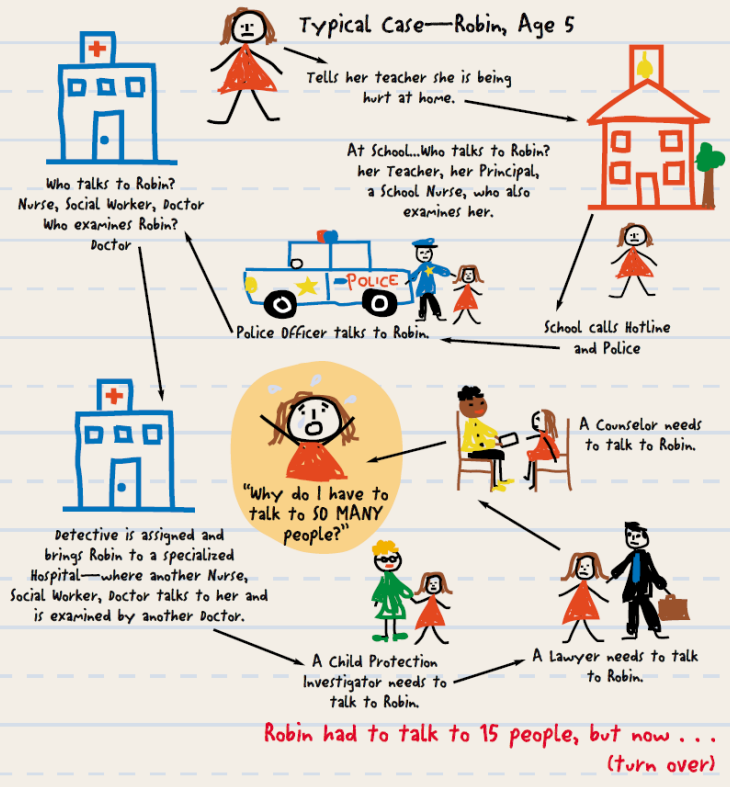 Typical Case—Robin, Age 5
Tells her teacher she is being
hurt at home.
At School...Who talks to Robin?
her Teacher, her Principal,
a School Nurse, who also
examines her.
School calls Hotline
and Police
POLICE
Police Officer talks to Robin.
Who talks to Robin?
Nurse, Social Worker, Doctor
Who examines Robin?
Doctor
Detective is assigned and
brings Robin to a specialized
Hospital—where another Nurse,
Social Worker, Doctor talks to her and
is examined by another Doctor.
A Child Protection
Investigator needs to
talk to Robin.
A Lawyer needs to talk
to Robin.
A Counselor needs
to talk to Robin.
"Why do I have to
talk to SO MANY
people?"
Robin had to talk to 15 people, but now . . .
(turn over)